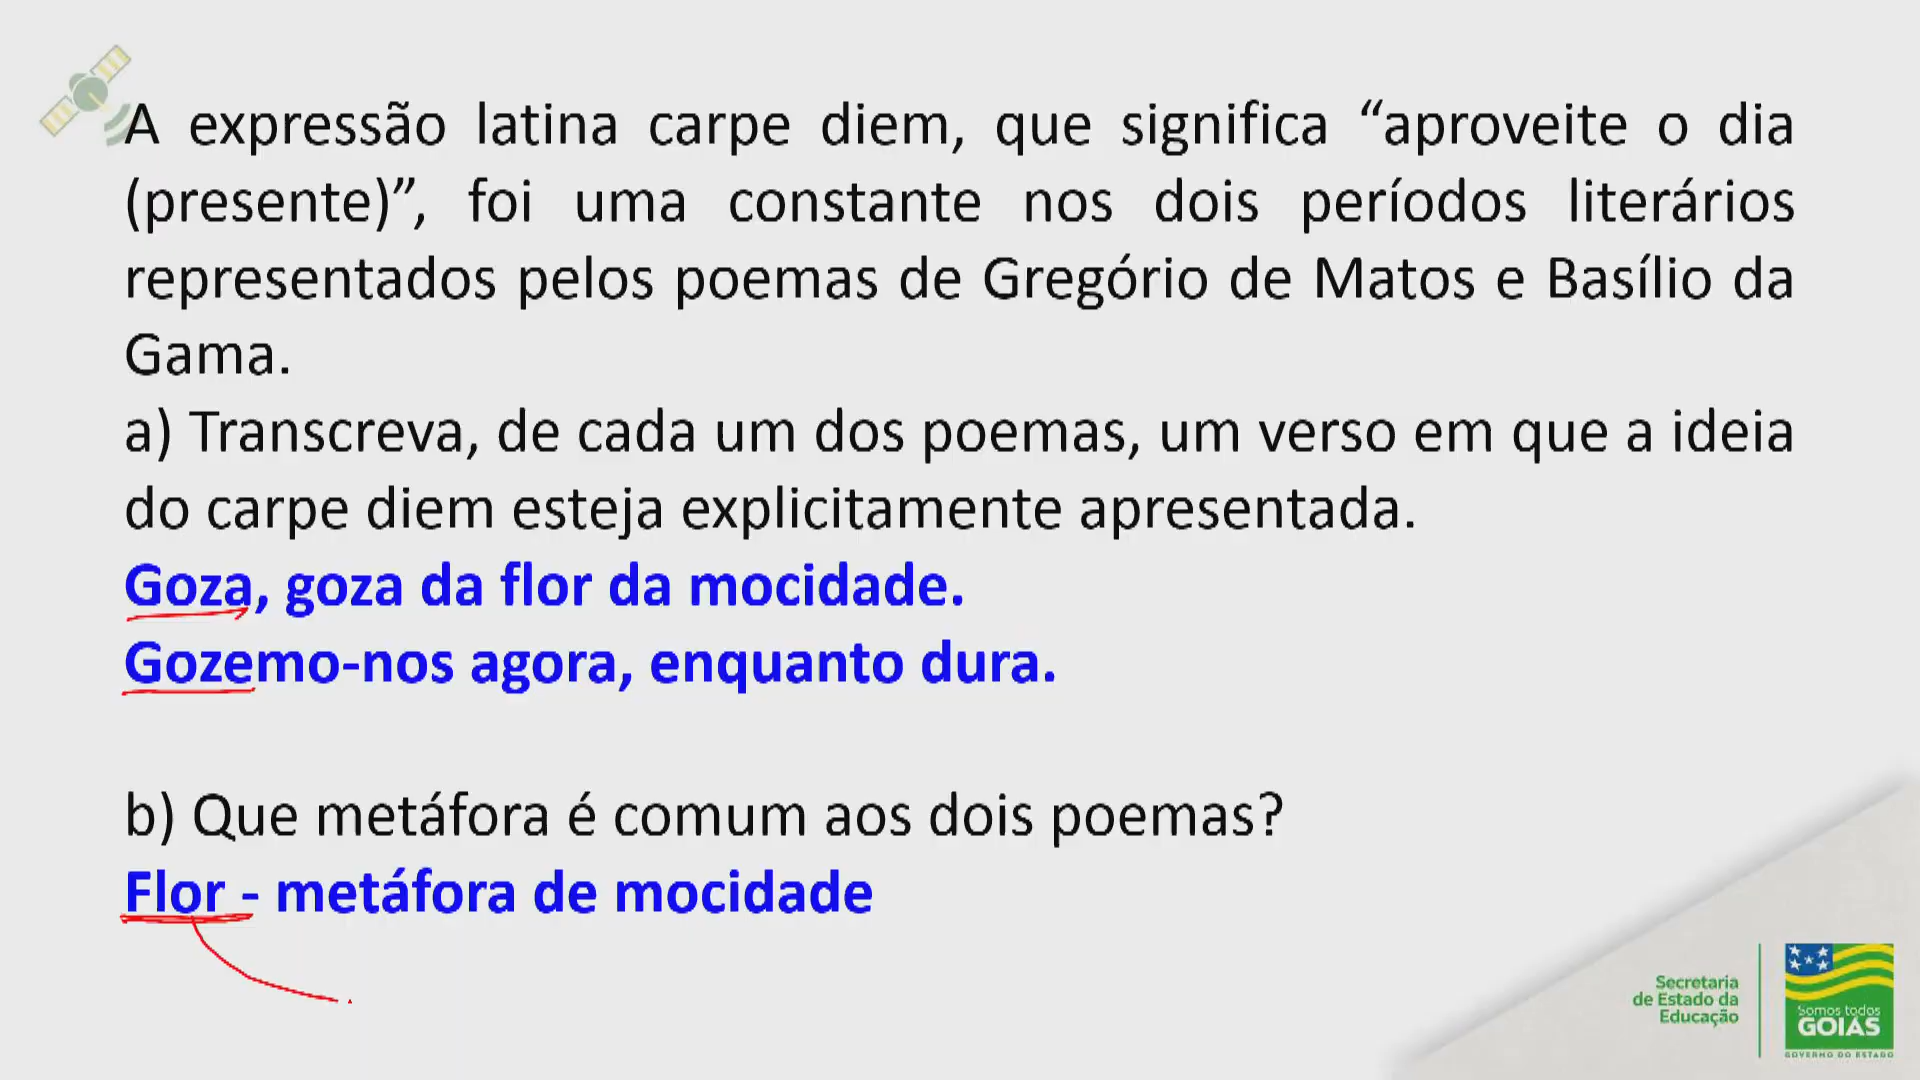 A expressão latina carpe diem, que significa “aproveite o dia
(presente)”, foi uma constante nos dois períodos literários
representados pelos poemas de Gregório de Matos e Basílio da
Gama.
a) Transcreva, de cada um dos poemas, um verso em que a ideia
do carpe diem esteja explicitamente apresentada.
Goza, goza da flor da mocidade.
Gozemo-nos agora, enquanto dura.
b) Que metáfora é comum aos dois poemas?
Flor - metáfora de mocidade
Secretaria
de Estado da
Educação
Somos todos
GOIÁS
GOVERNO DO ESTADO